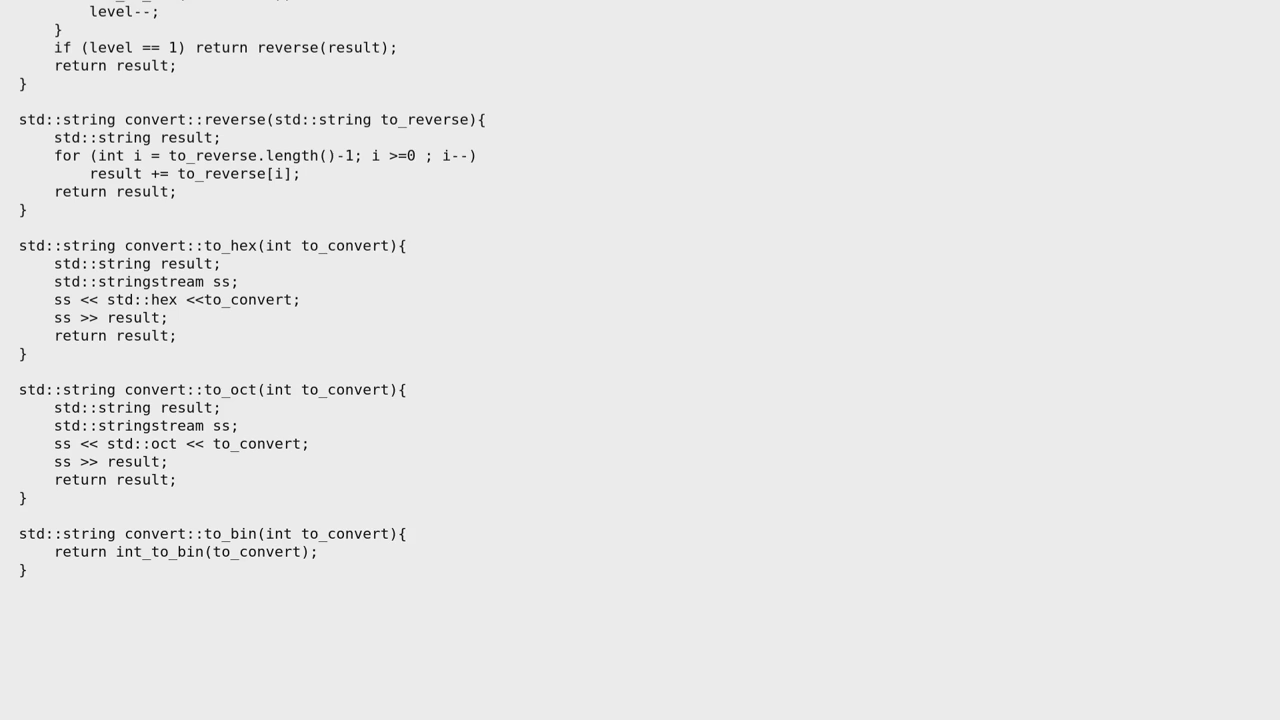 level--;
}
if (level == 1) return reverse(result);
return result;
}
std::string convert::reverse(std::string to_reverse){
std::string result;
for (int i = to_reverse.length()-1; i >=0 ; i--)
result += to_reverse[i];
return result;
}
std::string convert::to_hex(int to_convert){
std::string result;
std::stringstream ss;
ss << std::hex <<to_convert;
ss >> result;
return result;
}
std::string convert::to_oct(int to_convert){
std::string result;
std::stringstream ss;
ss << std::oct << to_convert;
ss >> result;
return result;
}
std::string convert::to_bin(int to_convert){
return int_to_bin(to_convert);
}